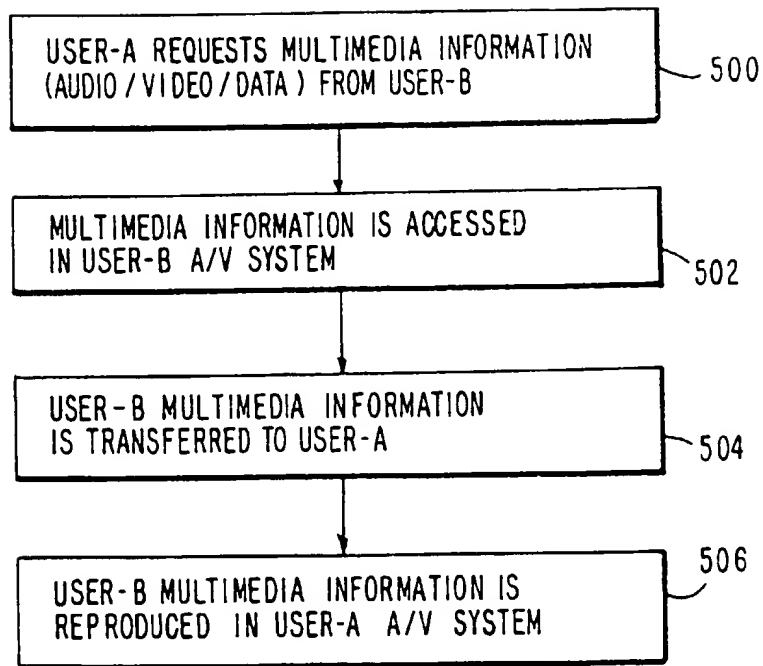 USER-A REQUESTS MULTIMEDIA INFORMATION
(AUDIO/VIDEO/DATA) FROM USER-B
500
MULTIMEDIA INFORMATION IS ACCESSED
IN USER-B A/V SYSTEM
502
USER-B MULTIMEDIA INFORMATION
IS TRANSFERRED TO USER-A
504
506
USER-B MULTIMEDIA INFORMATION IS
REPRODUCED IN USER-A A/V SYSTEM